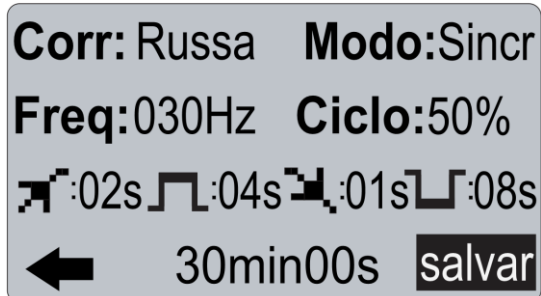 Corr: Russa Modo:Sincr
Freq:030Hz Ciclo:50%
:02s :04s :01s :08s
30min00s salvar